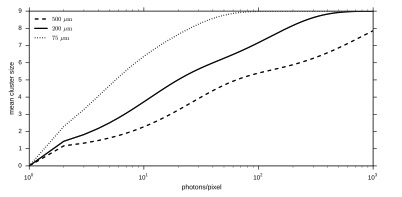 9
8
7
6
5
4
3
2
1
0
mean cluster size
500 μm
200 μm
75 μm
10⁰ 10¹ 10² 10³
photons/pixel